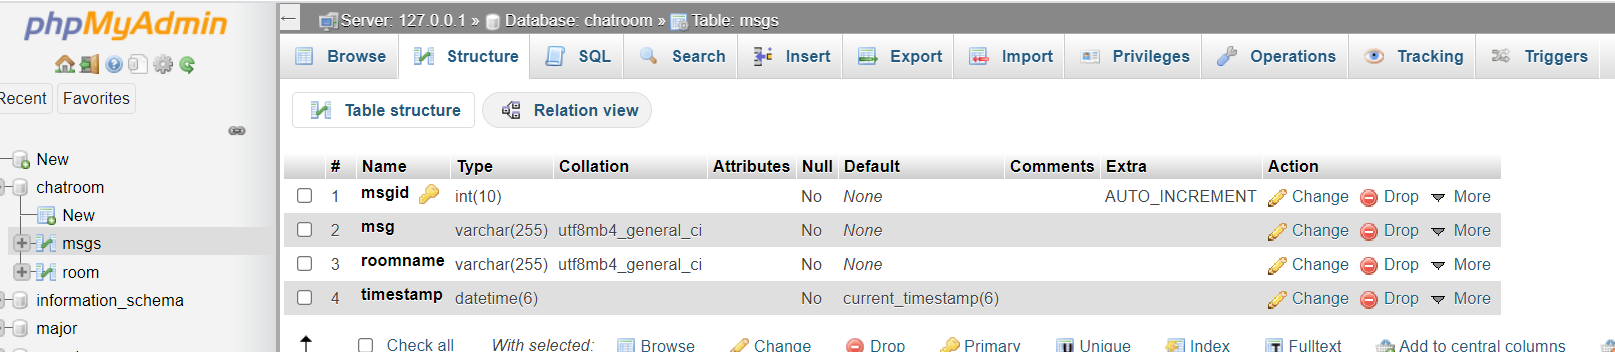 phpMyAdmin
Recent Favorites
New
chatroom
New
msgs
room
information_schema
major
Server: 127.0.0.1 » Database: chatroom » Table: msgs
Browse Structure SQL Search Insert Export Import Privileges Operations Tracking Triggers
Table structure Relation view
# Name Type Collation Attributes Null Default Comments Extra Action
1 msgid int(10) No None AUTO_INCREMENT Change Drop More
2 msg varchar(255) utf8mb4_general_ci No None Change Drop More
3 roomname varchar(255) utf8mb4_general_ci No None Change Drop More
4 timestamp datetime(6) No current_timestamp(6) Change Drop More
Check all With selected: Browse Change Drop Primary Unique Index Fulltext Add to central columns